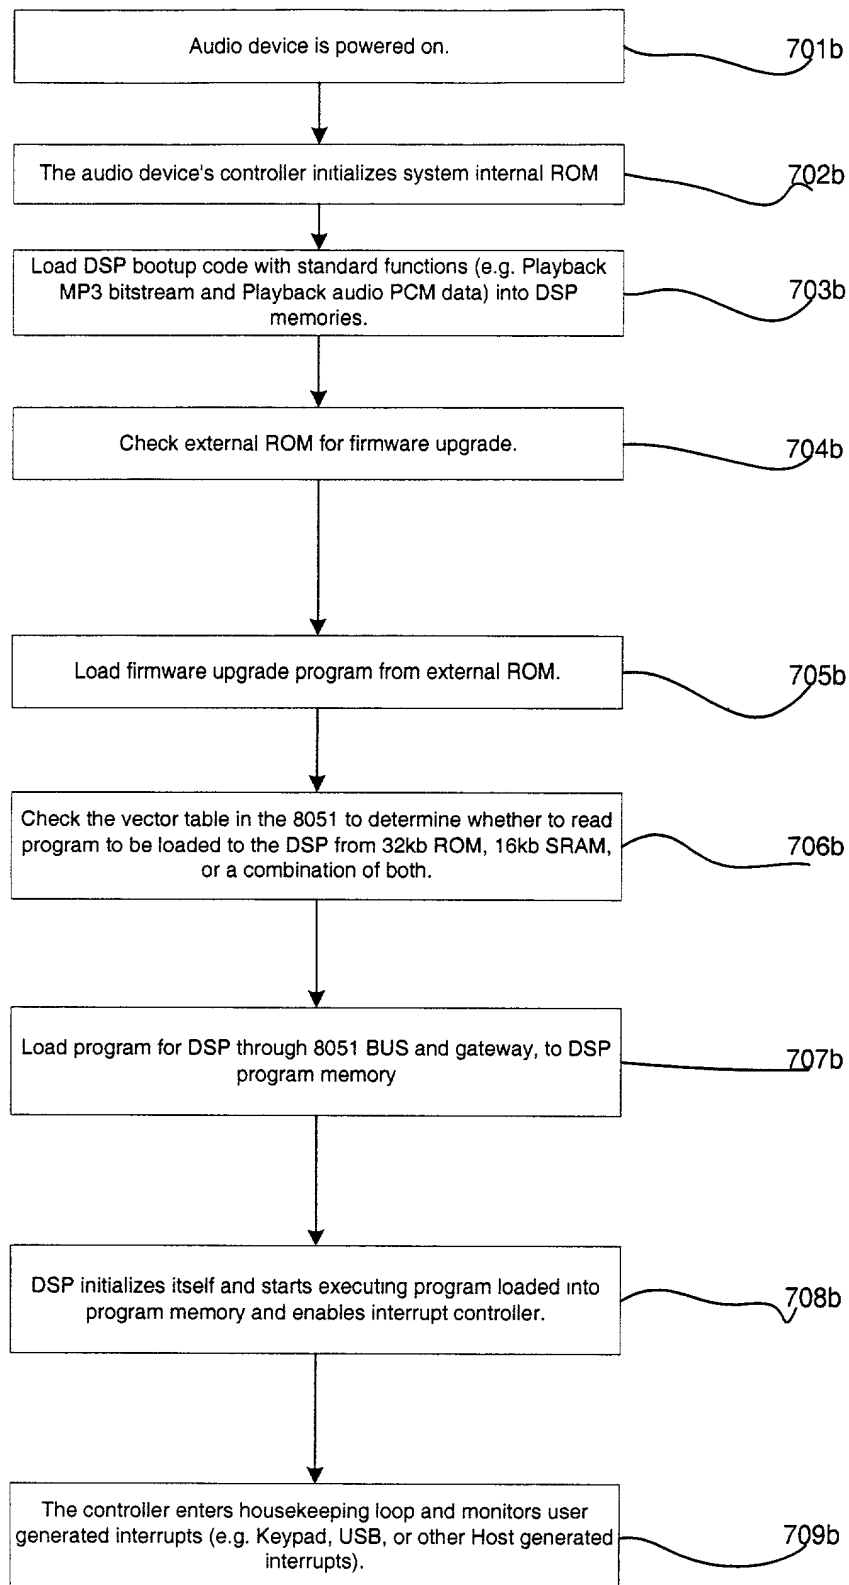 Audio device is powered on.
701b
The audio device's controller initializes system internal ROM
702b
Load DSP bootup code with standard functions (e.g. Playback
MP3 bitstream and Playback audio PCM data) into DSP
memories.
703b
Check external ROM for firmware upgrade.
704b
Load firmware upgrade program from external ROM.
705b
Check the vector table in the 8051 to determine whether to read
program to be loaded to the DSP from 32kb ROM, 16kb SRAM,
or a combination of both.
706b
Load program for DSP through 8051 BUS and gateway, to DSP
program memory
707b
DSP initializes itself and starts executing program loaded into
program memory and enables interrupt controller.
708b
The controller enters housekeeping loop and monitors user
generated interrupts (e.g. Keypad, USB, or other Host generated
interrupts).
709b